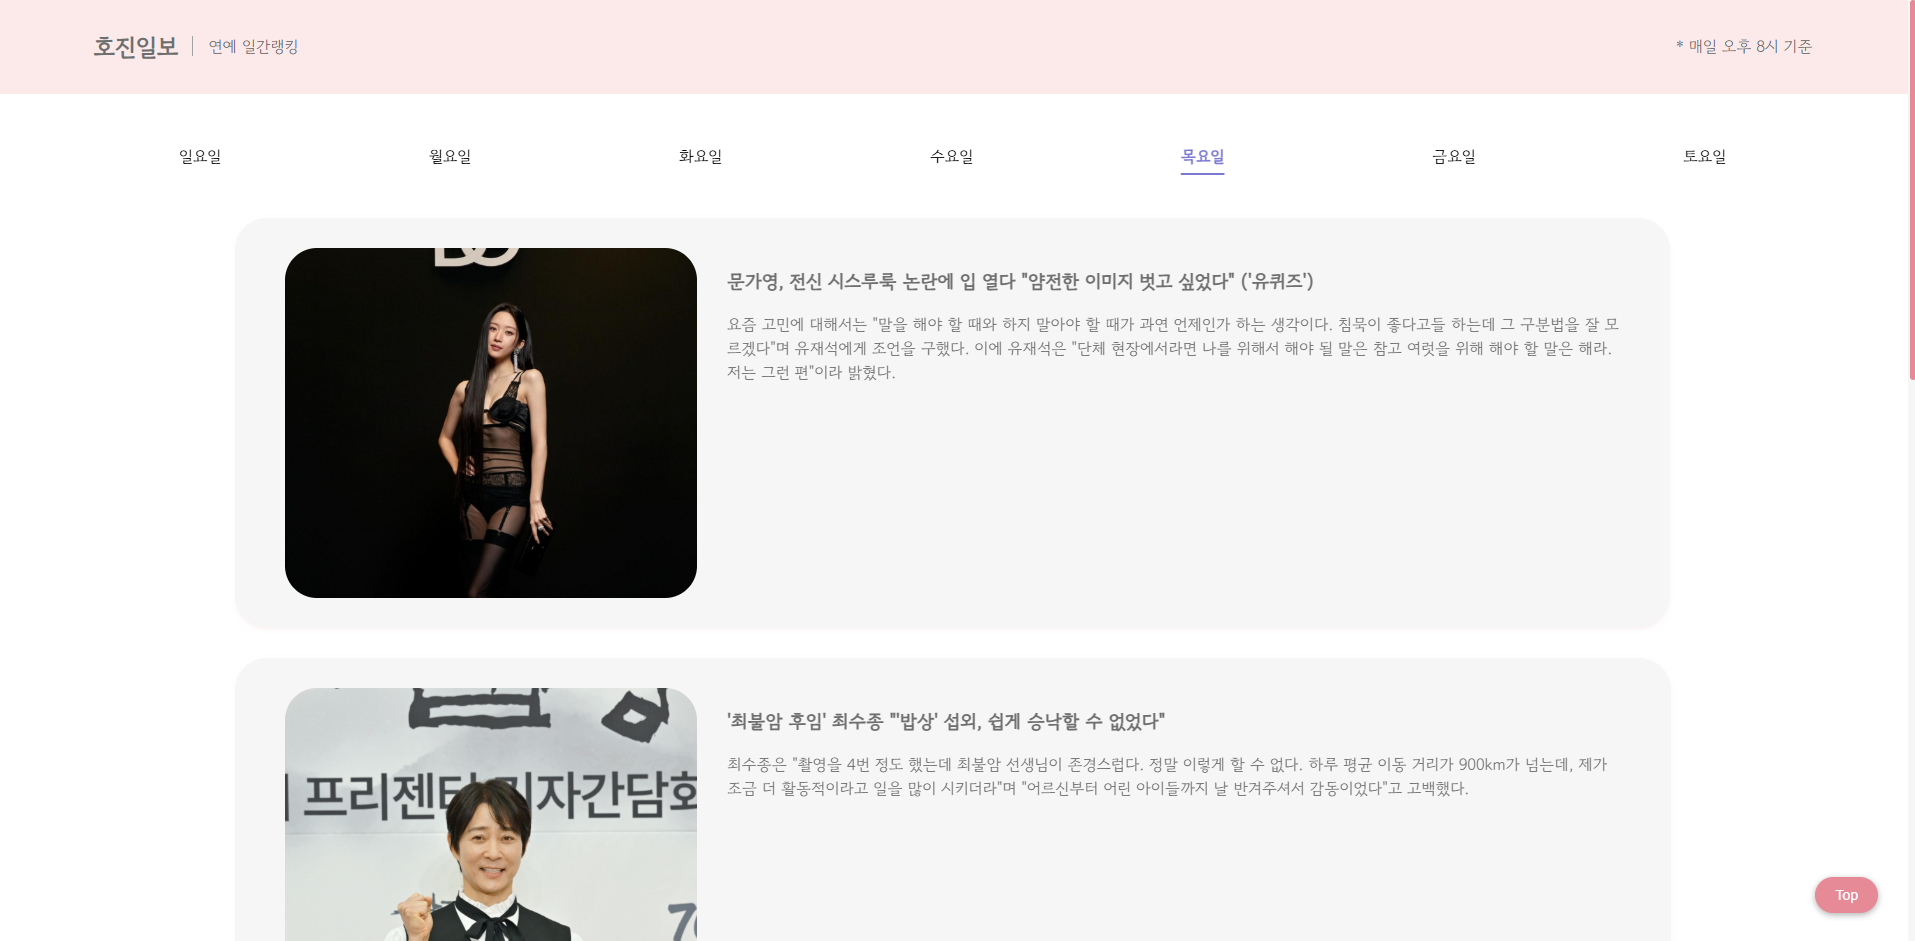 호진일보
연예 일간랭킹
* 매일 오후 8시 기준
일요일
월요일
화요일
수요일
목요일
금요일
토요일
문가영, 전신 시스루룩 논란에 입 열다 "얌전한 이미지 벗고 싶었다" ('유퀴즈')
요즘 고민에 대해서는 "말을 해야 할 때와 하지 말아야 할 때가 과연 언제인가 하는 생각이다. 침묵이 좋다고들 하는데 그 구분법을 잘 모
르겠다"며 유재석에게 조언을 구했다. 이에 유재석은 "단체 현장에서라면 나를 위해서 해야 될 말은 참고 여럿을 위해 해야 할 말은 해라.
저는 그런 편"이라 밝혔다.
'최불암 후임' 최수종 "'밥상' 섭외, 쉽게 승낙할 수 없었다"
프리젠터 기자간담회
최수종은 "촬영을 4번 정도 했는데 최불암 선생님이 존경스럽다. 정말 이렇게 할 수 없다. 하루 평균 이동 거리가 900km가 넘는데, 제가
조금 더 활동적이라고 일을 많이 시키더라"며 "어르신부터 어린 아이들까지 날 반겨주셔서 감동이었다"고 고백했다.
Top